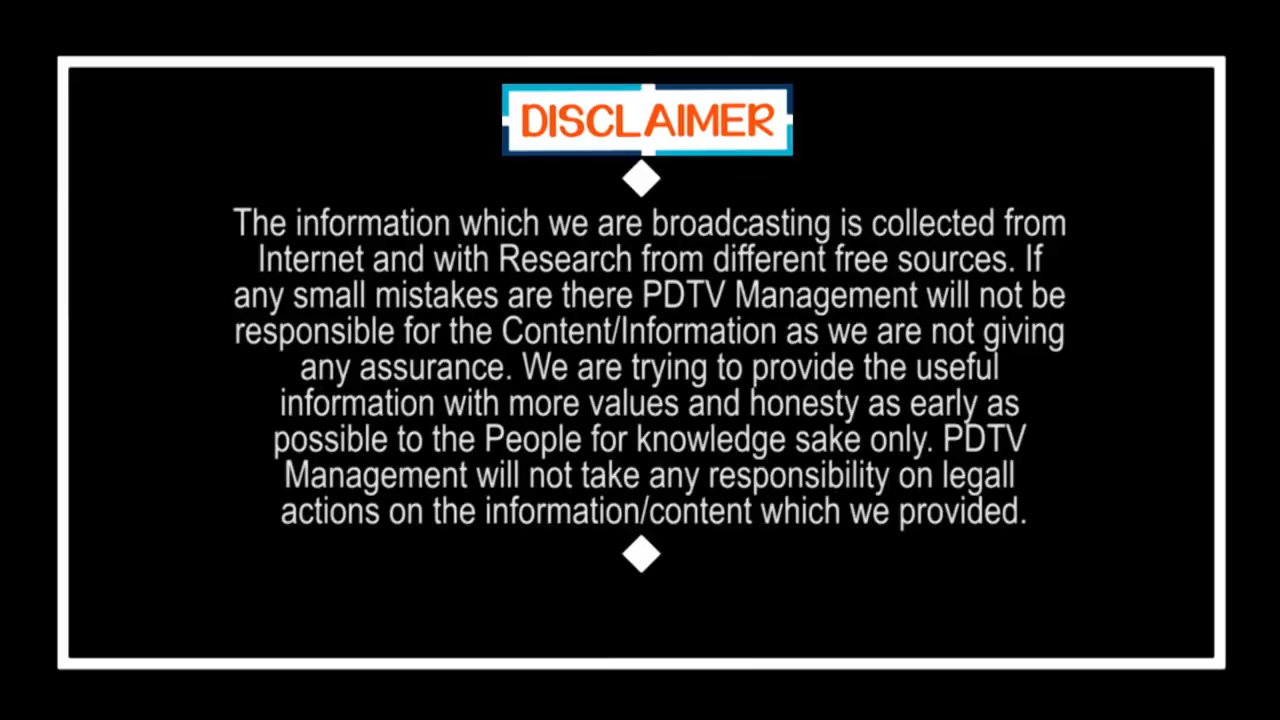 DISCLAIMER
The information which we are broadcasting is collected from
Internet and with Research from different free sources. If
any small mistakes are there PDTV Management will not be
responsible for the Content/Information as we are not giving
any assurance. We are trying to provide the useful
information with more values and honesty as early as
possible to the People for knowledge sake only. PDTV
Management will not take any responsibility on legall
actions on the information/content which we provided.